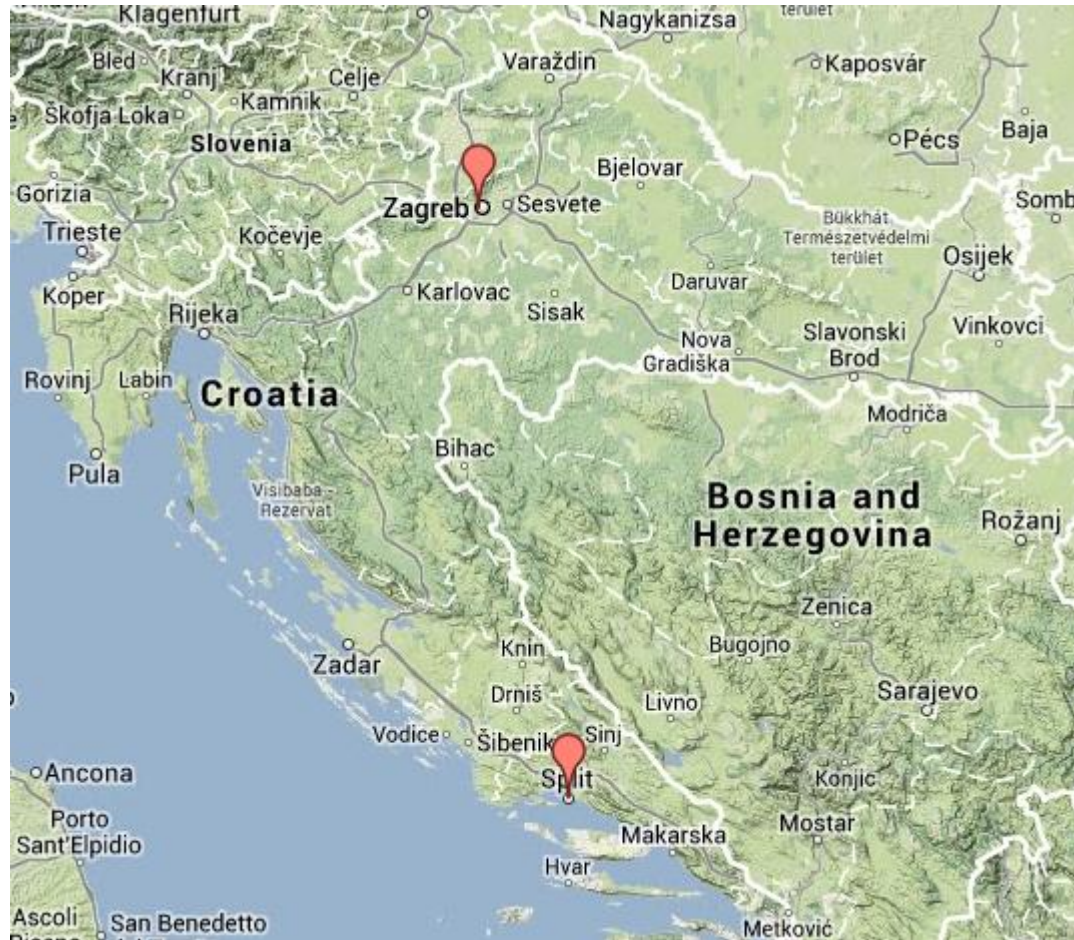 Klagenfurt
Nagykanizsa
terület
Bled
Kranj
Celje
Varaždin
Kaposvár
Kamnik
Škofja Loka
Slovenia
Pécs
Baja
Bjelovar
Gorizia
Zagreb
Sesvete
Somb
Trieste
Kočevje
Bükkhát
Természetvédelmi
terület
Osijek
Koper
Karlovac
Daruvar
Rijeka
Sisak
Nova
Gradiška
Slavonski
Brod
Vinkovci
Rovinj
Labin
Croatia
Modriča
Pula
Bihac
Visibaba -
Rezervat
Bosnia and
Herzegovina
Rožanj
Zenica
Zadar
Knin
Bugojno
Drniš
Livno
Sarajevo
Vodice
Šibenik
Sinj
Ancona
Split
Konjic
Porto
Sant'Elpidio
Makarska
Mostar
Hvar
Ascoli
San Benedetto
Metković